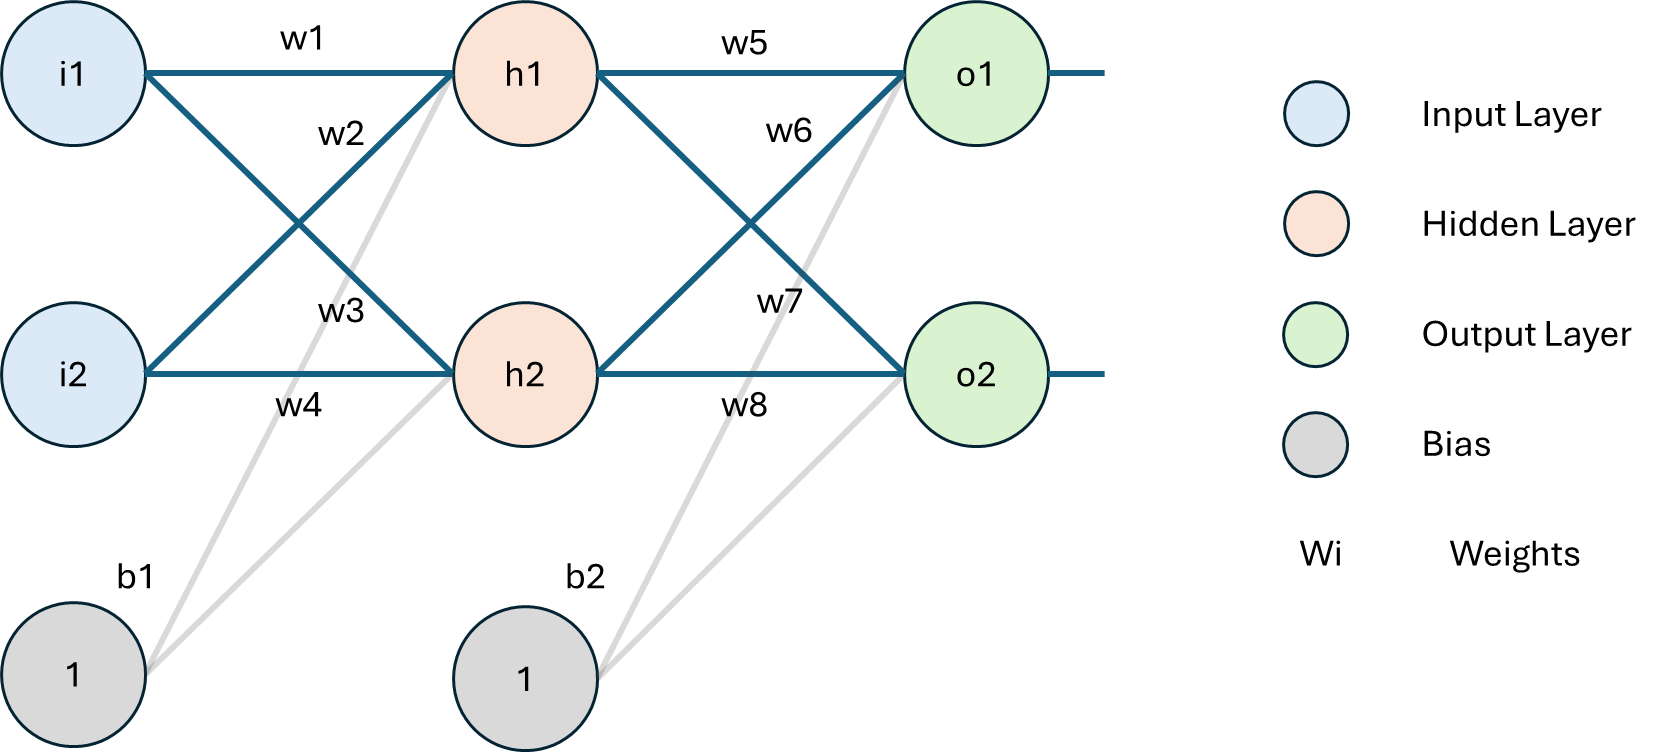 i1
w1
h1
w5
o1
w2
w6
i2
w3
h2
w7
o2
w4
w8
b1
b2
1
1
Input Layer
Hidden Layer
Output Layer
Bias
Wi Weights